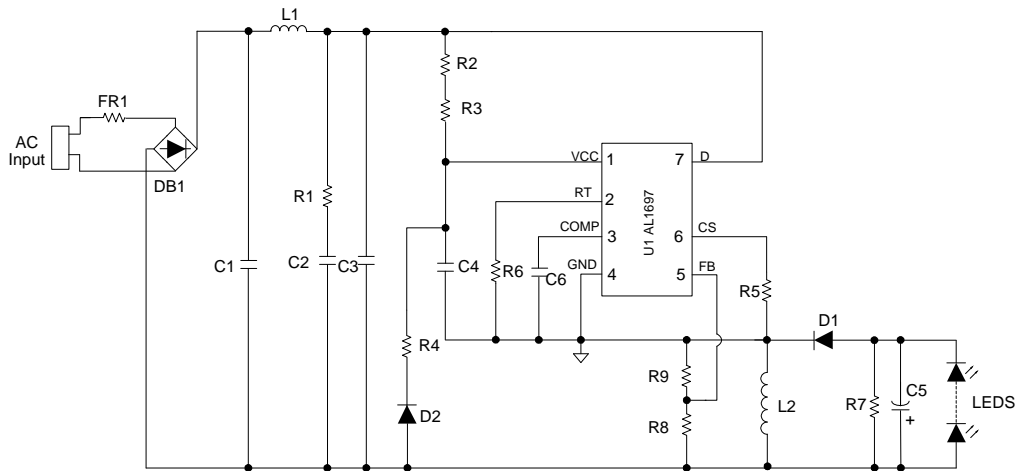 L1
R2
R3
FR1
AC
Input
DB1
VCC
1
7
D
RT
2
R1
COMP
3
U1 AL1697
6
CS
GND
4
5
FB
C1
C2
C3
C4
R6
C6
R5
R4
D1
R9
D2
R8
L2
R7
C5
+
LEDS